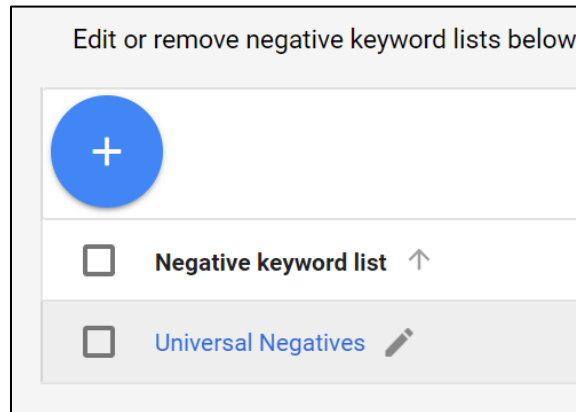 Edit or remove negative keyword lists below
+
Negative keyword list ↑
Universal Negatives